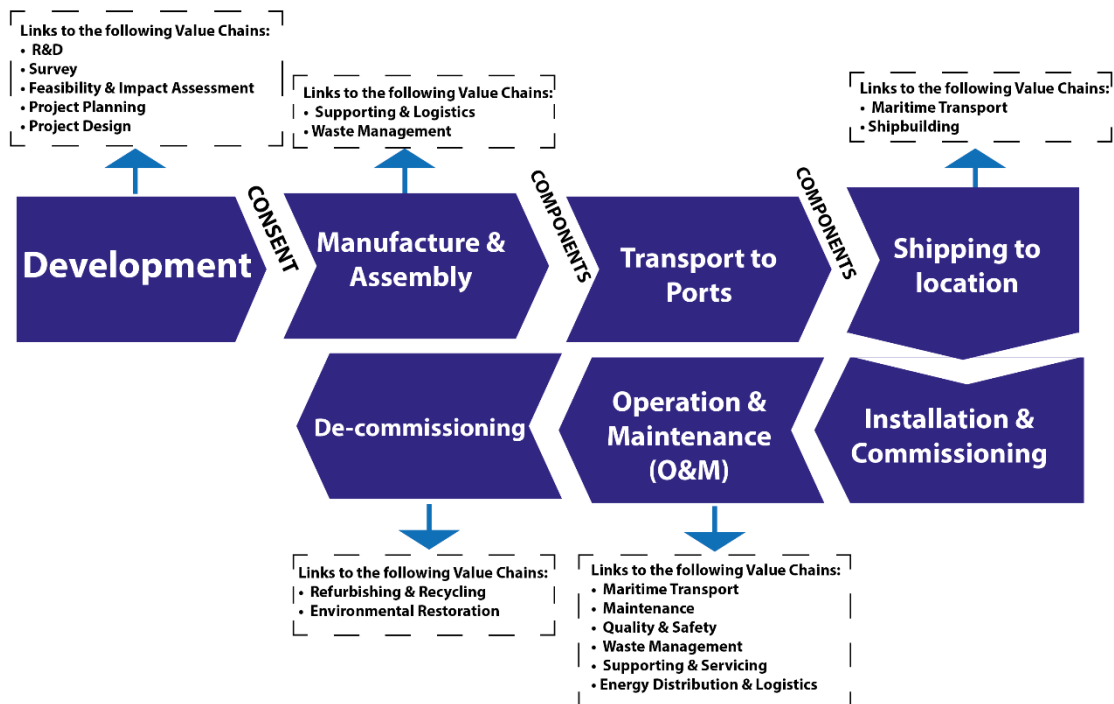 Links to the following Value Chains:
• R&D
• Survey
• Feasibility & Impact Assessment
• Project Planning
• Project Design
Links to the following Value Chains:
• Supporting & Logistics
• Waste Management
Links to the following Value Chains:
• Maritime Transport
• Shipbuilding
Development
CONSENT
Manufacture &
Assembly
COMPONENTS
Transport to
Ports
COMPONENTS
Shipping to
location
De-commissioning
Operation &
Maintenance
(O&M)
Installation &
Commissioning
Links to the following Value Chains:
• Refurbishing & Recycling
• Environmental Restoration
Links to the following Value Chains:
• Maritime Transport
• Maintenance
• Quality & Safety
• Waste Management
• Supporting & Servicing
• Energy Distribution & Logistics